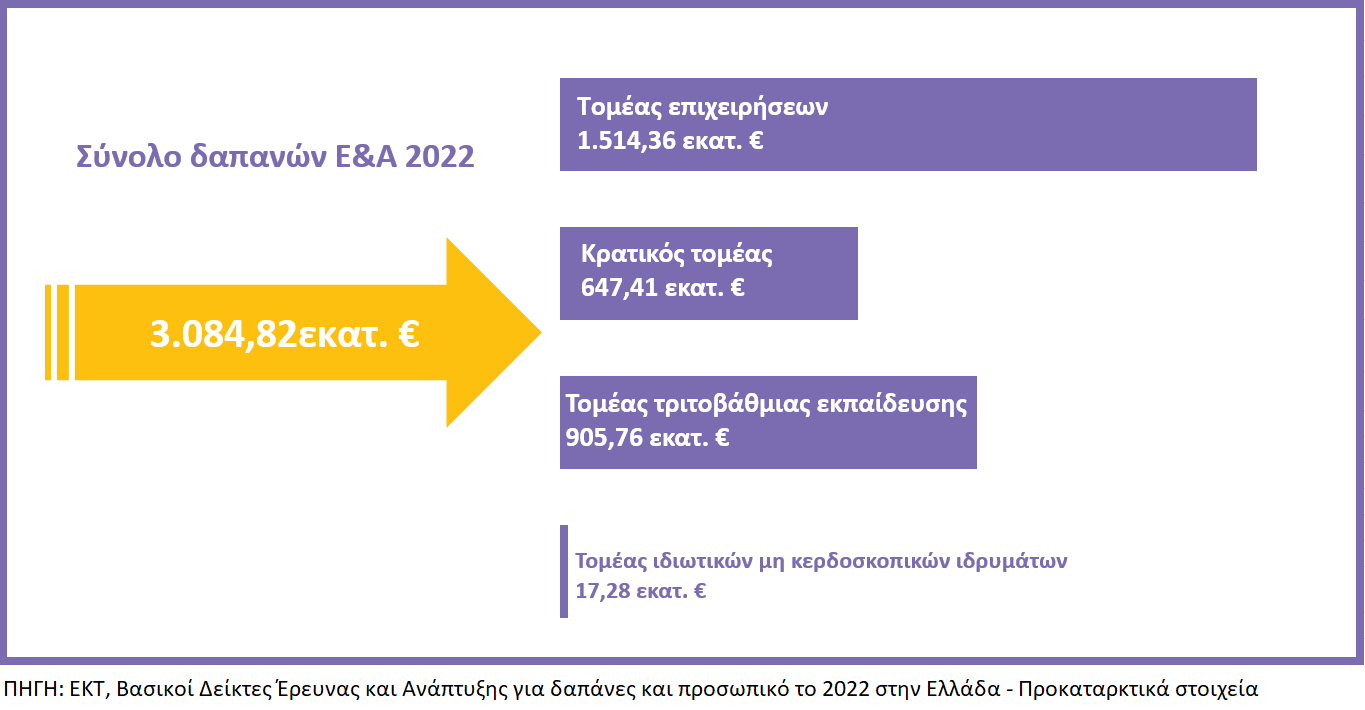 Σύνολο δαπανών Ε&Α 2022
3.084,82εκατ. €
Τομέας επιχειρήσεων
1.514,36 εκατ. €
Κρατικός τομέας
647,41 εκατ. €
Τομέας τριτοβάθμιας εκπαίδευσης
905,76 εκατ. €
Τομέας ιδιωτικών μη κερδοσκοπικών ιδρυμάτων
17,28 εκατ. €
ΠΗΓΗ: ΕΚΤ, Βασικοί Δείκτες Έρευνας και Ανάπτυξης για δαπάνες και προσωπικό το 2022 στην Ελλάδα - Προκαταρκτικά στοιχεία